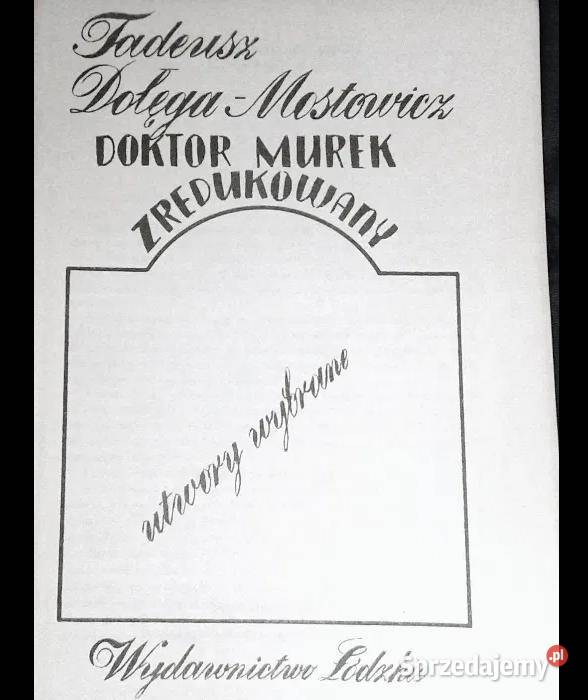 Tadeusz
Dołęga-Mostowicz
DOKTOR MUREK
ZREDUKOWANY
utwory wybrane
Wydawnictwo Łódzkie
Sprzedajemy.pl